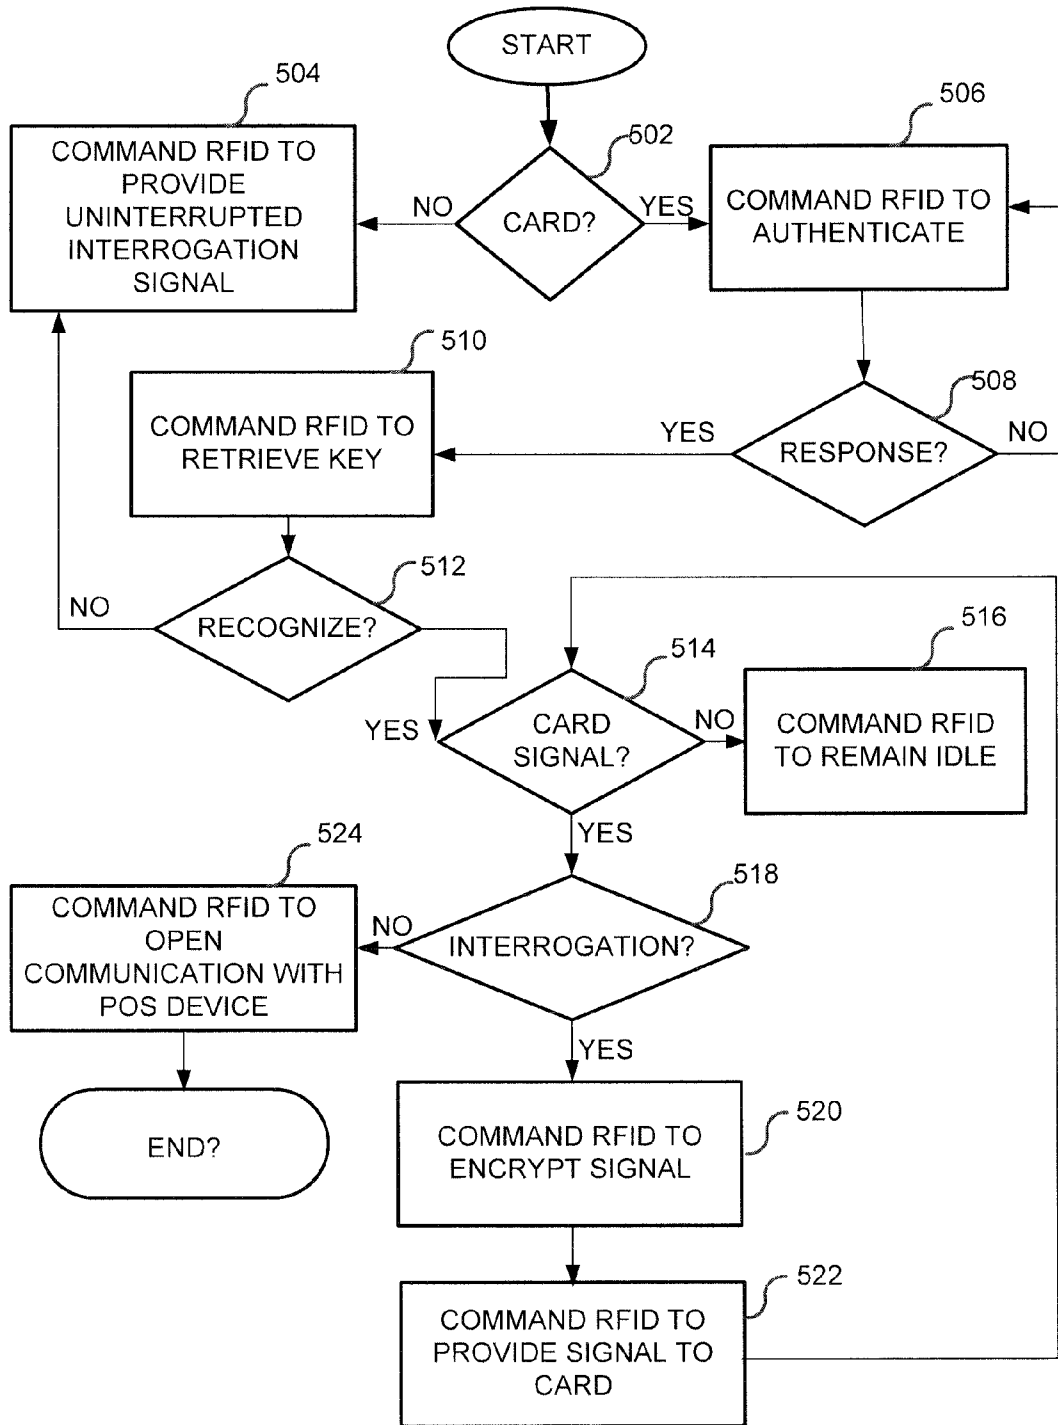 START
504
506
502
COMMAND RFID TO
PROVIDE
UNINTERRUPTED
INTERROGATION
SIGNAL
NO
CARD?
YES
COMMAND RFID TO
AUTHENTICATE
510
508
COMMAND RFID TO
RETRIEVE KEY
YES
RESPONSE?
NO
512
NO
RECOGNIZE?
514
516
YES
CARD
SIGNAL?
NO
COMMAND RFID
TO REMAIN IDLE
YES
524
518
COMMAND RFID TO
OPEN
COMMUNICATION WITH
POS DEVICE
NO
INTERROGATION?
YES
END?
520
COMMAND RFID TO
ENCRYPT SIGNAL
522
COMMAND RFID TO
PROVIDE SIGNAL TO
CARD